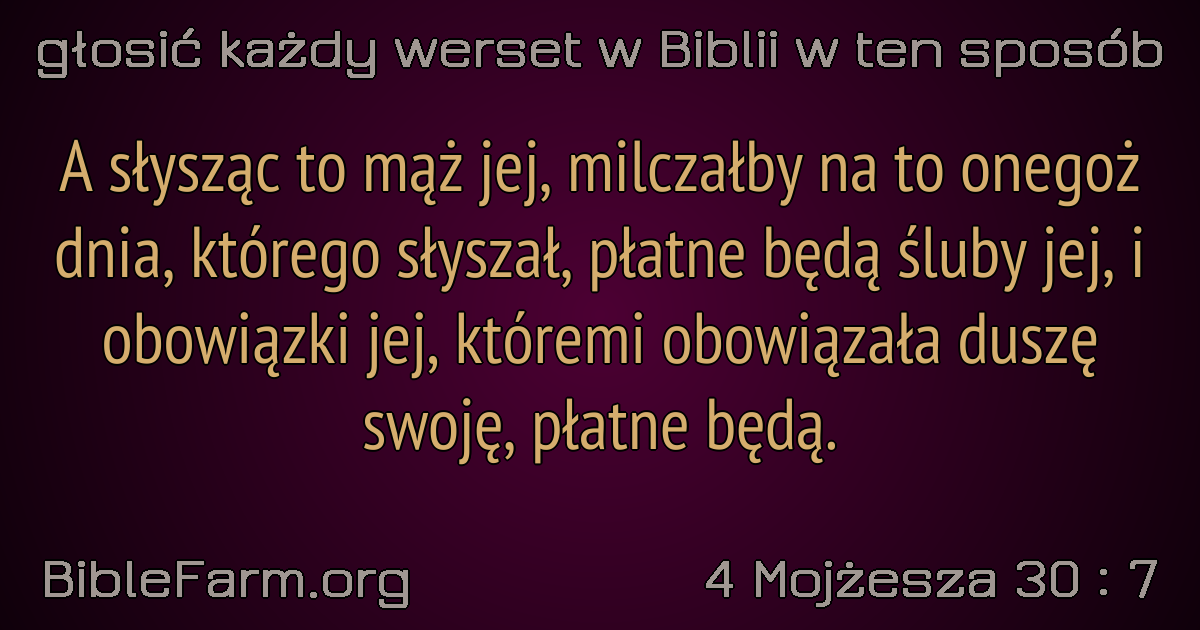 głosić każdy werset w Biblii w ten sposób
A słysząc to mąż jej, milczałby na to onegoż
dnia, którego słyszał, płatne będą śluby jej, i
obowiązki jej, któremi obowiązała duszę
swoję, płatne będą.
BibleFarm.org
4 Mojżesza 30 : 7